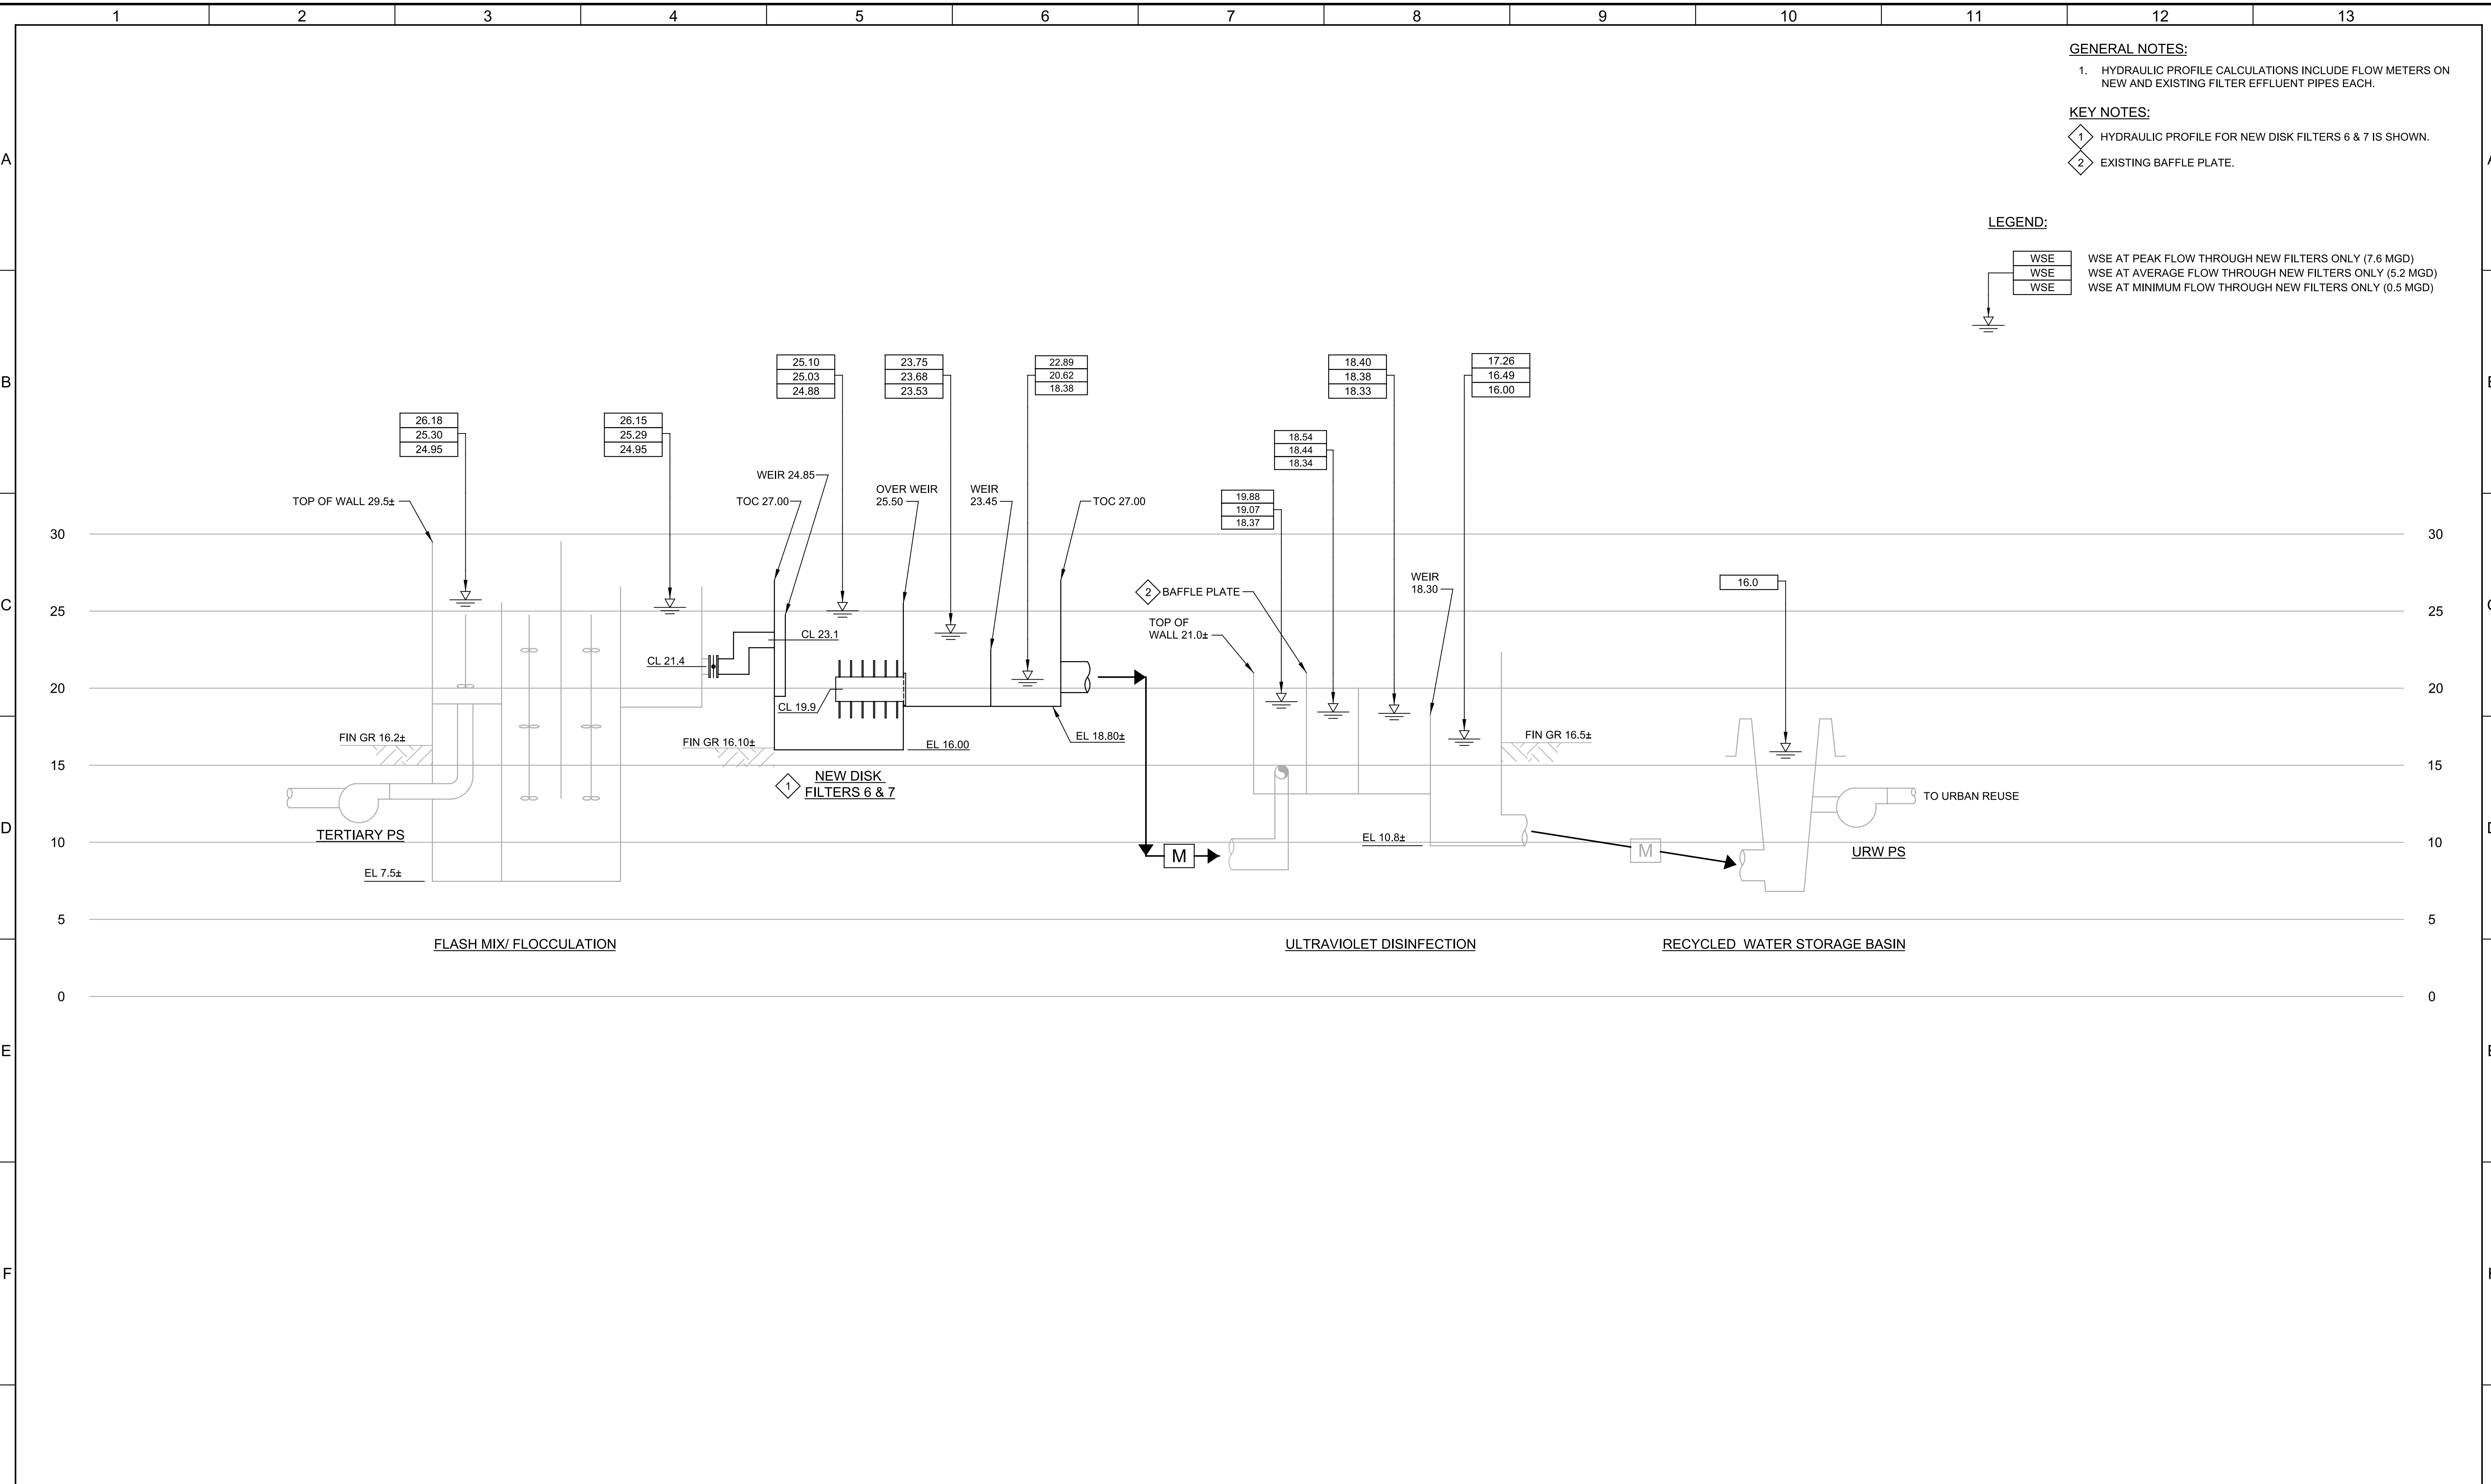 1 2 3 4 5 6 7 8 9 10 11 12 13
GENERAL NOTES:
1. HYDRAULIC PROFILE CALCULATIONS INCLUDE FLOW METERS ON
NEW AND EXISTING FILTER EFFLUENT PIPES EACH.
KEY NOTES:
1 HYDRAULIC PROFILE FOR NEW DISK FILTERS 6 & 7 IS SHOWN.
2 EXISTING BAFFLE PLATE.
A
LEGEND:
WSE WSE AT PEAK FLOW THROUGH NEW FILTERS ONLY (7.6 MGD)
WSE WSE AT AVERAGE FLOW THROUGH NEW FILTERS ONLY (5.2 MGD)
WSE WSE AT MINIMUM FLOW THROUGH NEW FILTERS ONLY (0.5 MGD)
B
26.18
25.30
24.95
26.15
25.29
24.95
25.10
25.03
24.88
23.75
23.68
23.53
22.89
20.62
18.38
19.88
19.07
18.37
18.54
18.44
18.34
18.40
18.38
18.33
17.26
16.49
16.00
16.0
TOP OF WALL 29.5±
WEIR 24.85
TOC 27.00
OVER WEIR
25.50
WEIR
23.45
TOC 27.00
30 30
C
25 25
2 BAFFLE PLATE
TOP OF
WALL 21.0±
WEIR
18.30
CL 23.1
CL 21.4
CL 19.9
20 20
FIN GR 16.2±
FIN GR 16.10±
EL 16.00
EL 18.80±
FIN GR 16.5±
15 15
1 NEW DISK
FILTERS 6 & 7
TO URBAN REUSE
D
TERTIARY PS
EL 10.8±
10 10
M
M
URW PS
EL 7.5±
5 5
FLASH MIX/ FLOCCULATION
ULTRAVIOLET DISINFECTION
RECYCLED WATER STORAGE BASIN
0 0
E
F